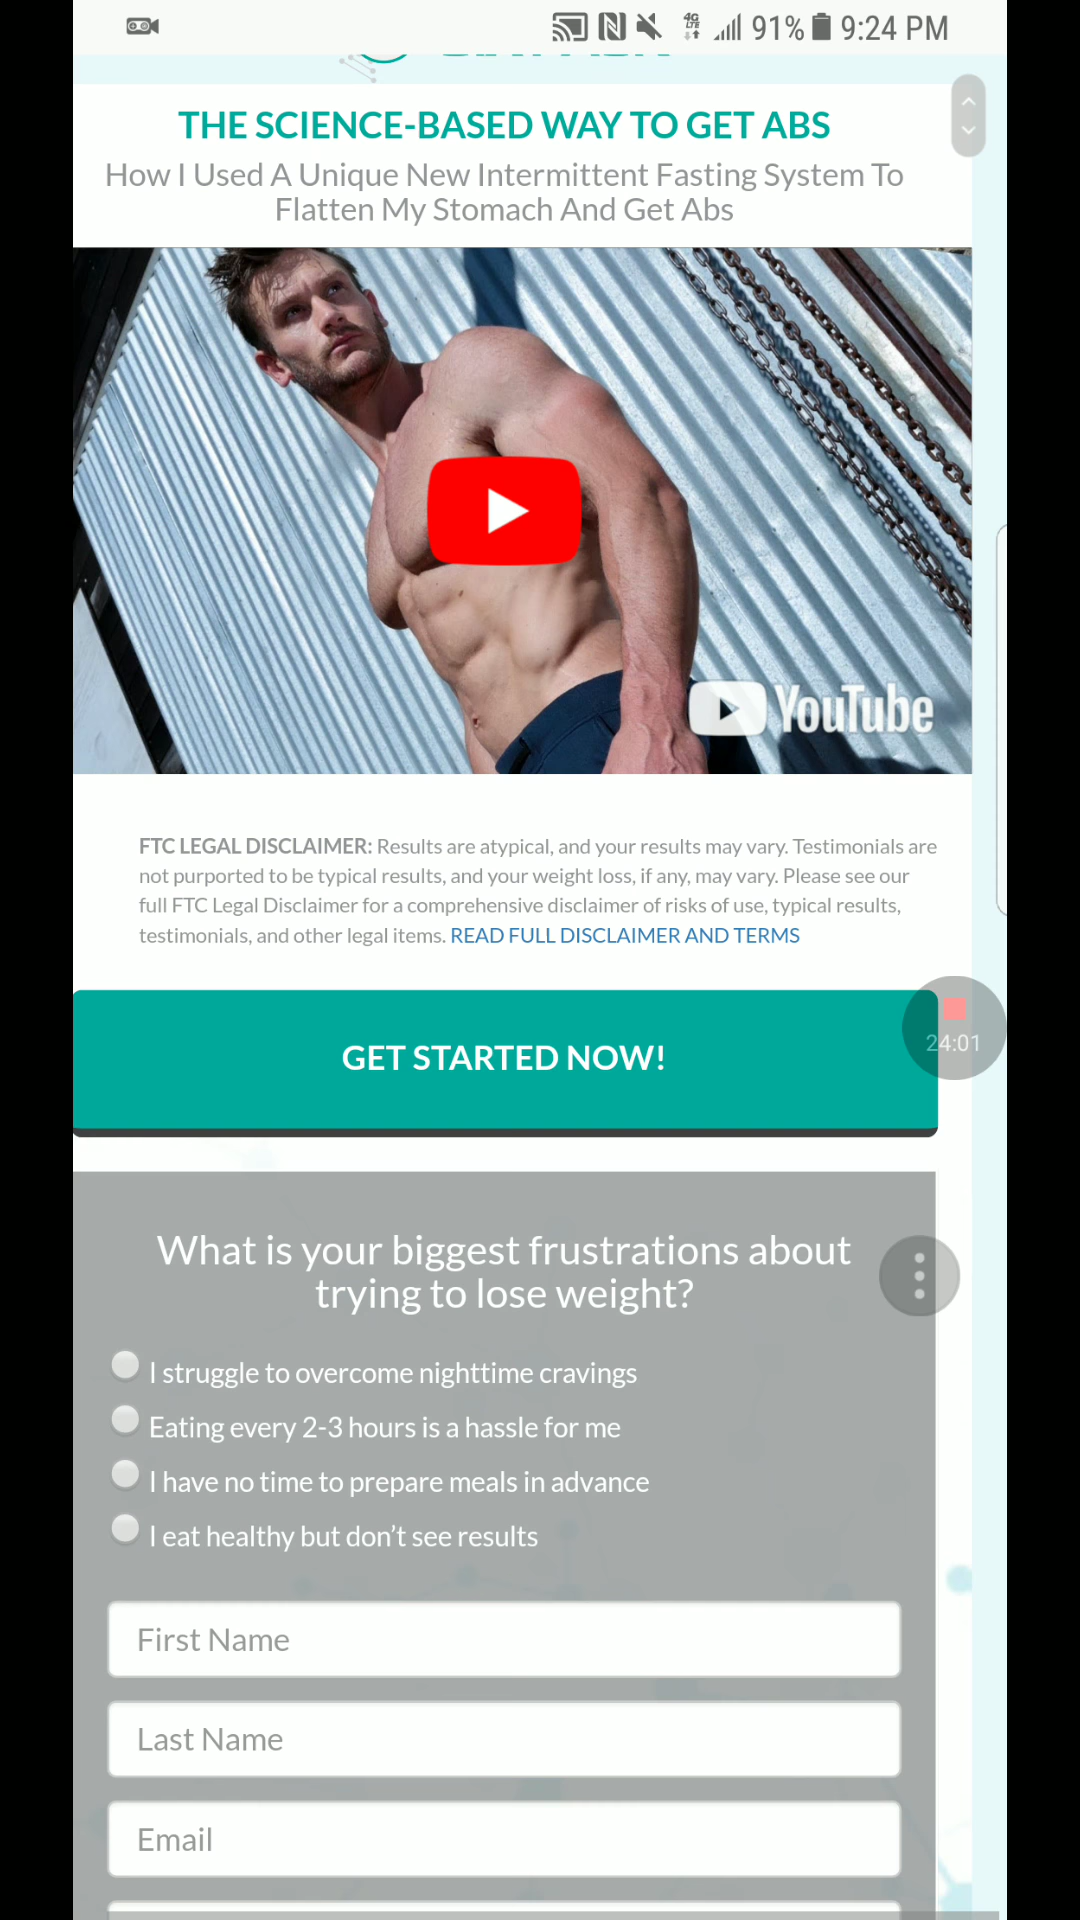 4G
LTE
91%
9:24 PM
THE SCIENCE-BASED WAY TO GET ABS
How I Used A Unique New Intermittent Fasting System To
Flatten My Stomach And Get Abs
YouTube
FTC LEGAL DISCLAIMER: Results are atypical, and your results may vary. Testimonials are
not purported to be typical results, and your weight loss, if any, may vary. Please see our
full FTC Legal Disclaimer for a comprehensive disclaimer of risks of use, typical results,
testimonials, and other legal items. READ FULL DISCLAIMER AND TERMS
GET STARTED NOW!
24:01
What is your biggest frustrations about
trying to lose weight?
I struggle to overcome nighttime cravings
Eating every 2-3 hours is a hassle for me
I have no time to prepare meals in advance
I eat healthy but don't see results
First Name
Last Name
Email